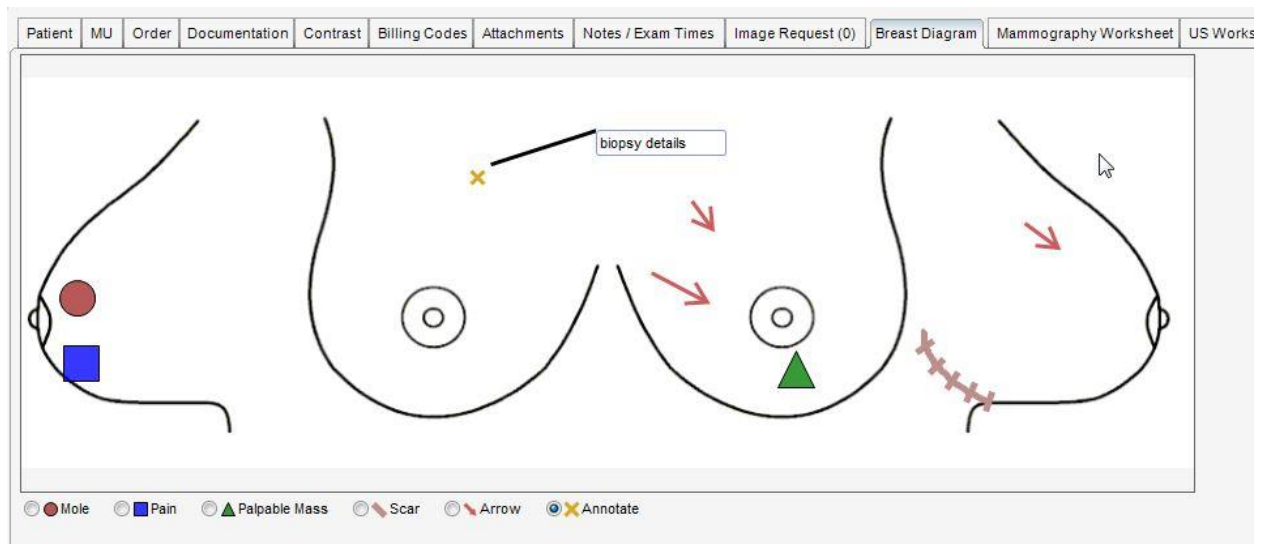 Patient MU Order Documentation Contrast Billing Codes Attachments Notes / Exam Times Image Request (0) Breast Diagram Mammography Worksheet US Works
biopsy details
Mole Pain Palpable Mass Scar Arrow Annotate